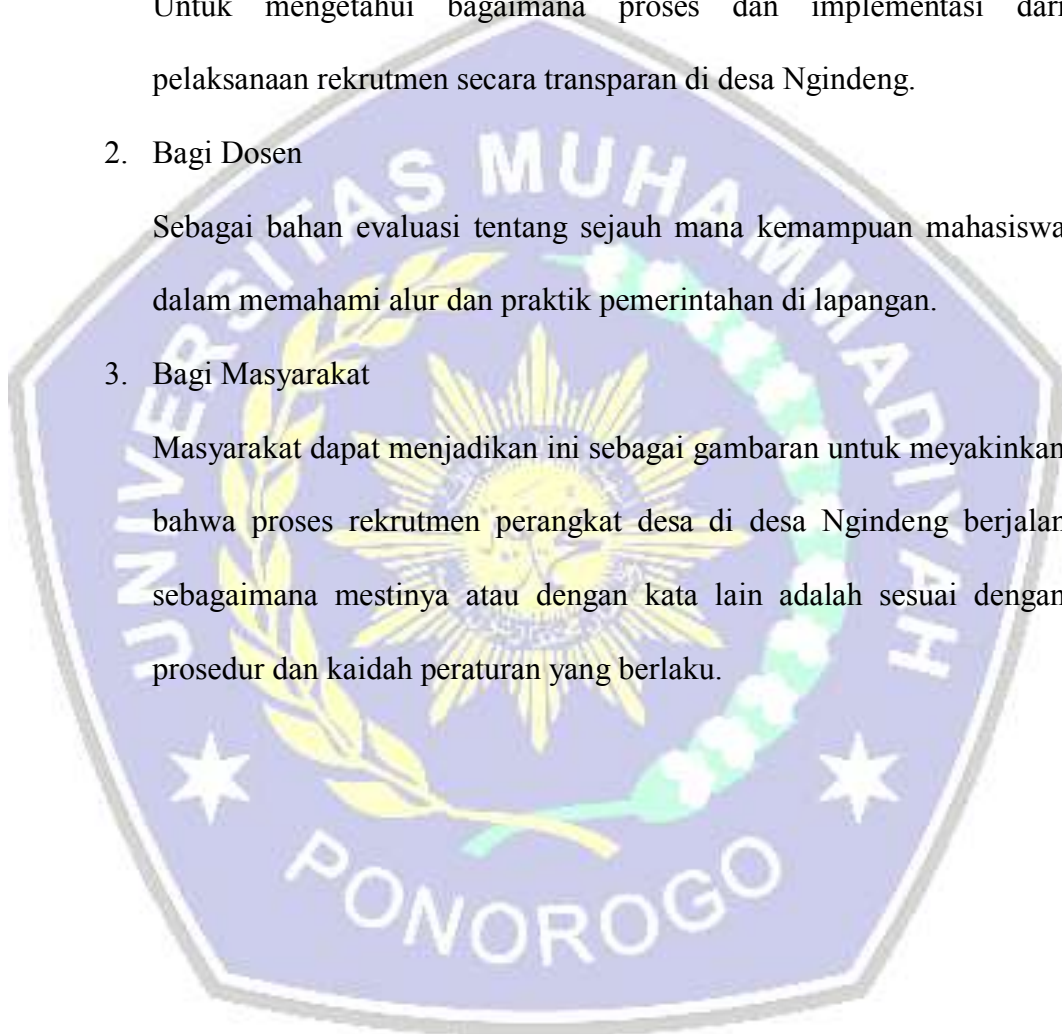 Untuk mengetahui bagaimana proses dan implementasi dari
pelaksanaan rekrutmen secara transparan di desa Ngindeng.
2. Bagi Dosen
Sebagai bahan evaluasi tentang sejauh mana kemampuan mahasiswa
dalam memahami alur dan praktik pemerintahan di lapangan.
3. Bagi Masyarakat
Masyarakat dapat menjadikan ini sebagai gambaran untuk meyakinkan
bahwa proses rekrutmen perangkat desa di desa Ngindeng berjalan
sebagaimana mestinya atau dengan kata lain adalah sesuai dengan
prosedur dan kaidah peraturan yang berlaku.
UNIVERSITAS MUHAMMADIYAH
PONOROGO